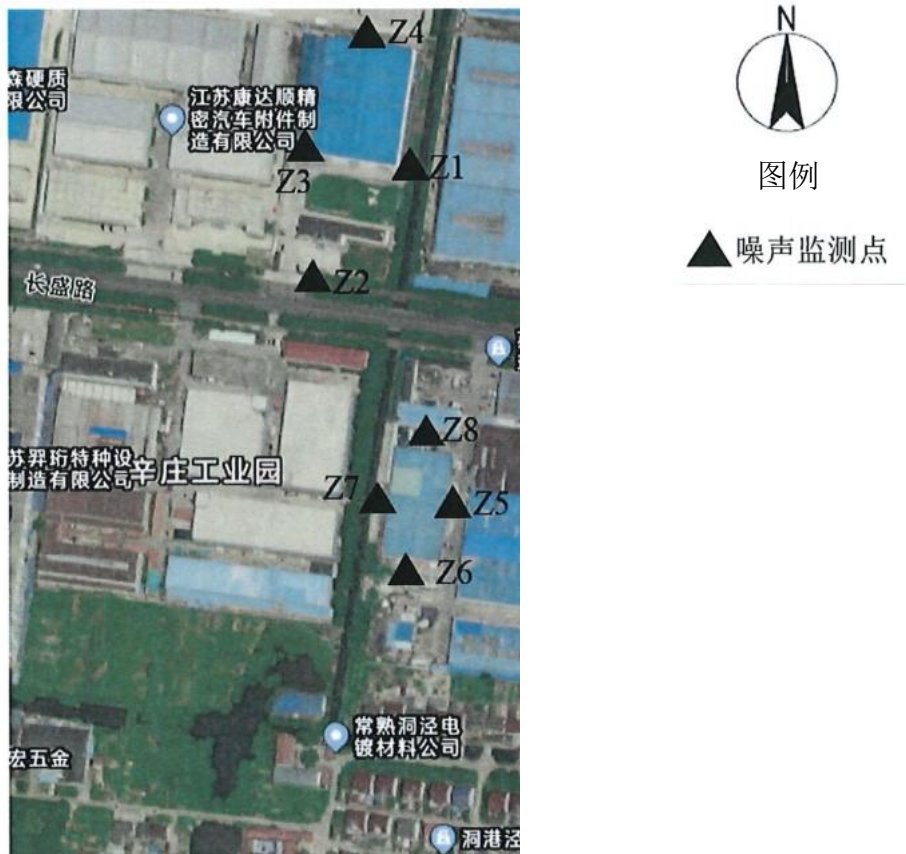 N
图例
噪声监测点
Z4
森硬质
限公司
江苏康达顺精
密汽车附件制
造有限公司
Z1
Z3
Z2
长盛路
Z8
苏羿珩特种设
制造有限公司
辛庄工业园
Z7
Z5
Z6
常熟洞泾电
镀材料公司
宏五金
洞港泾